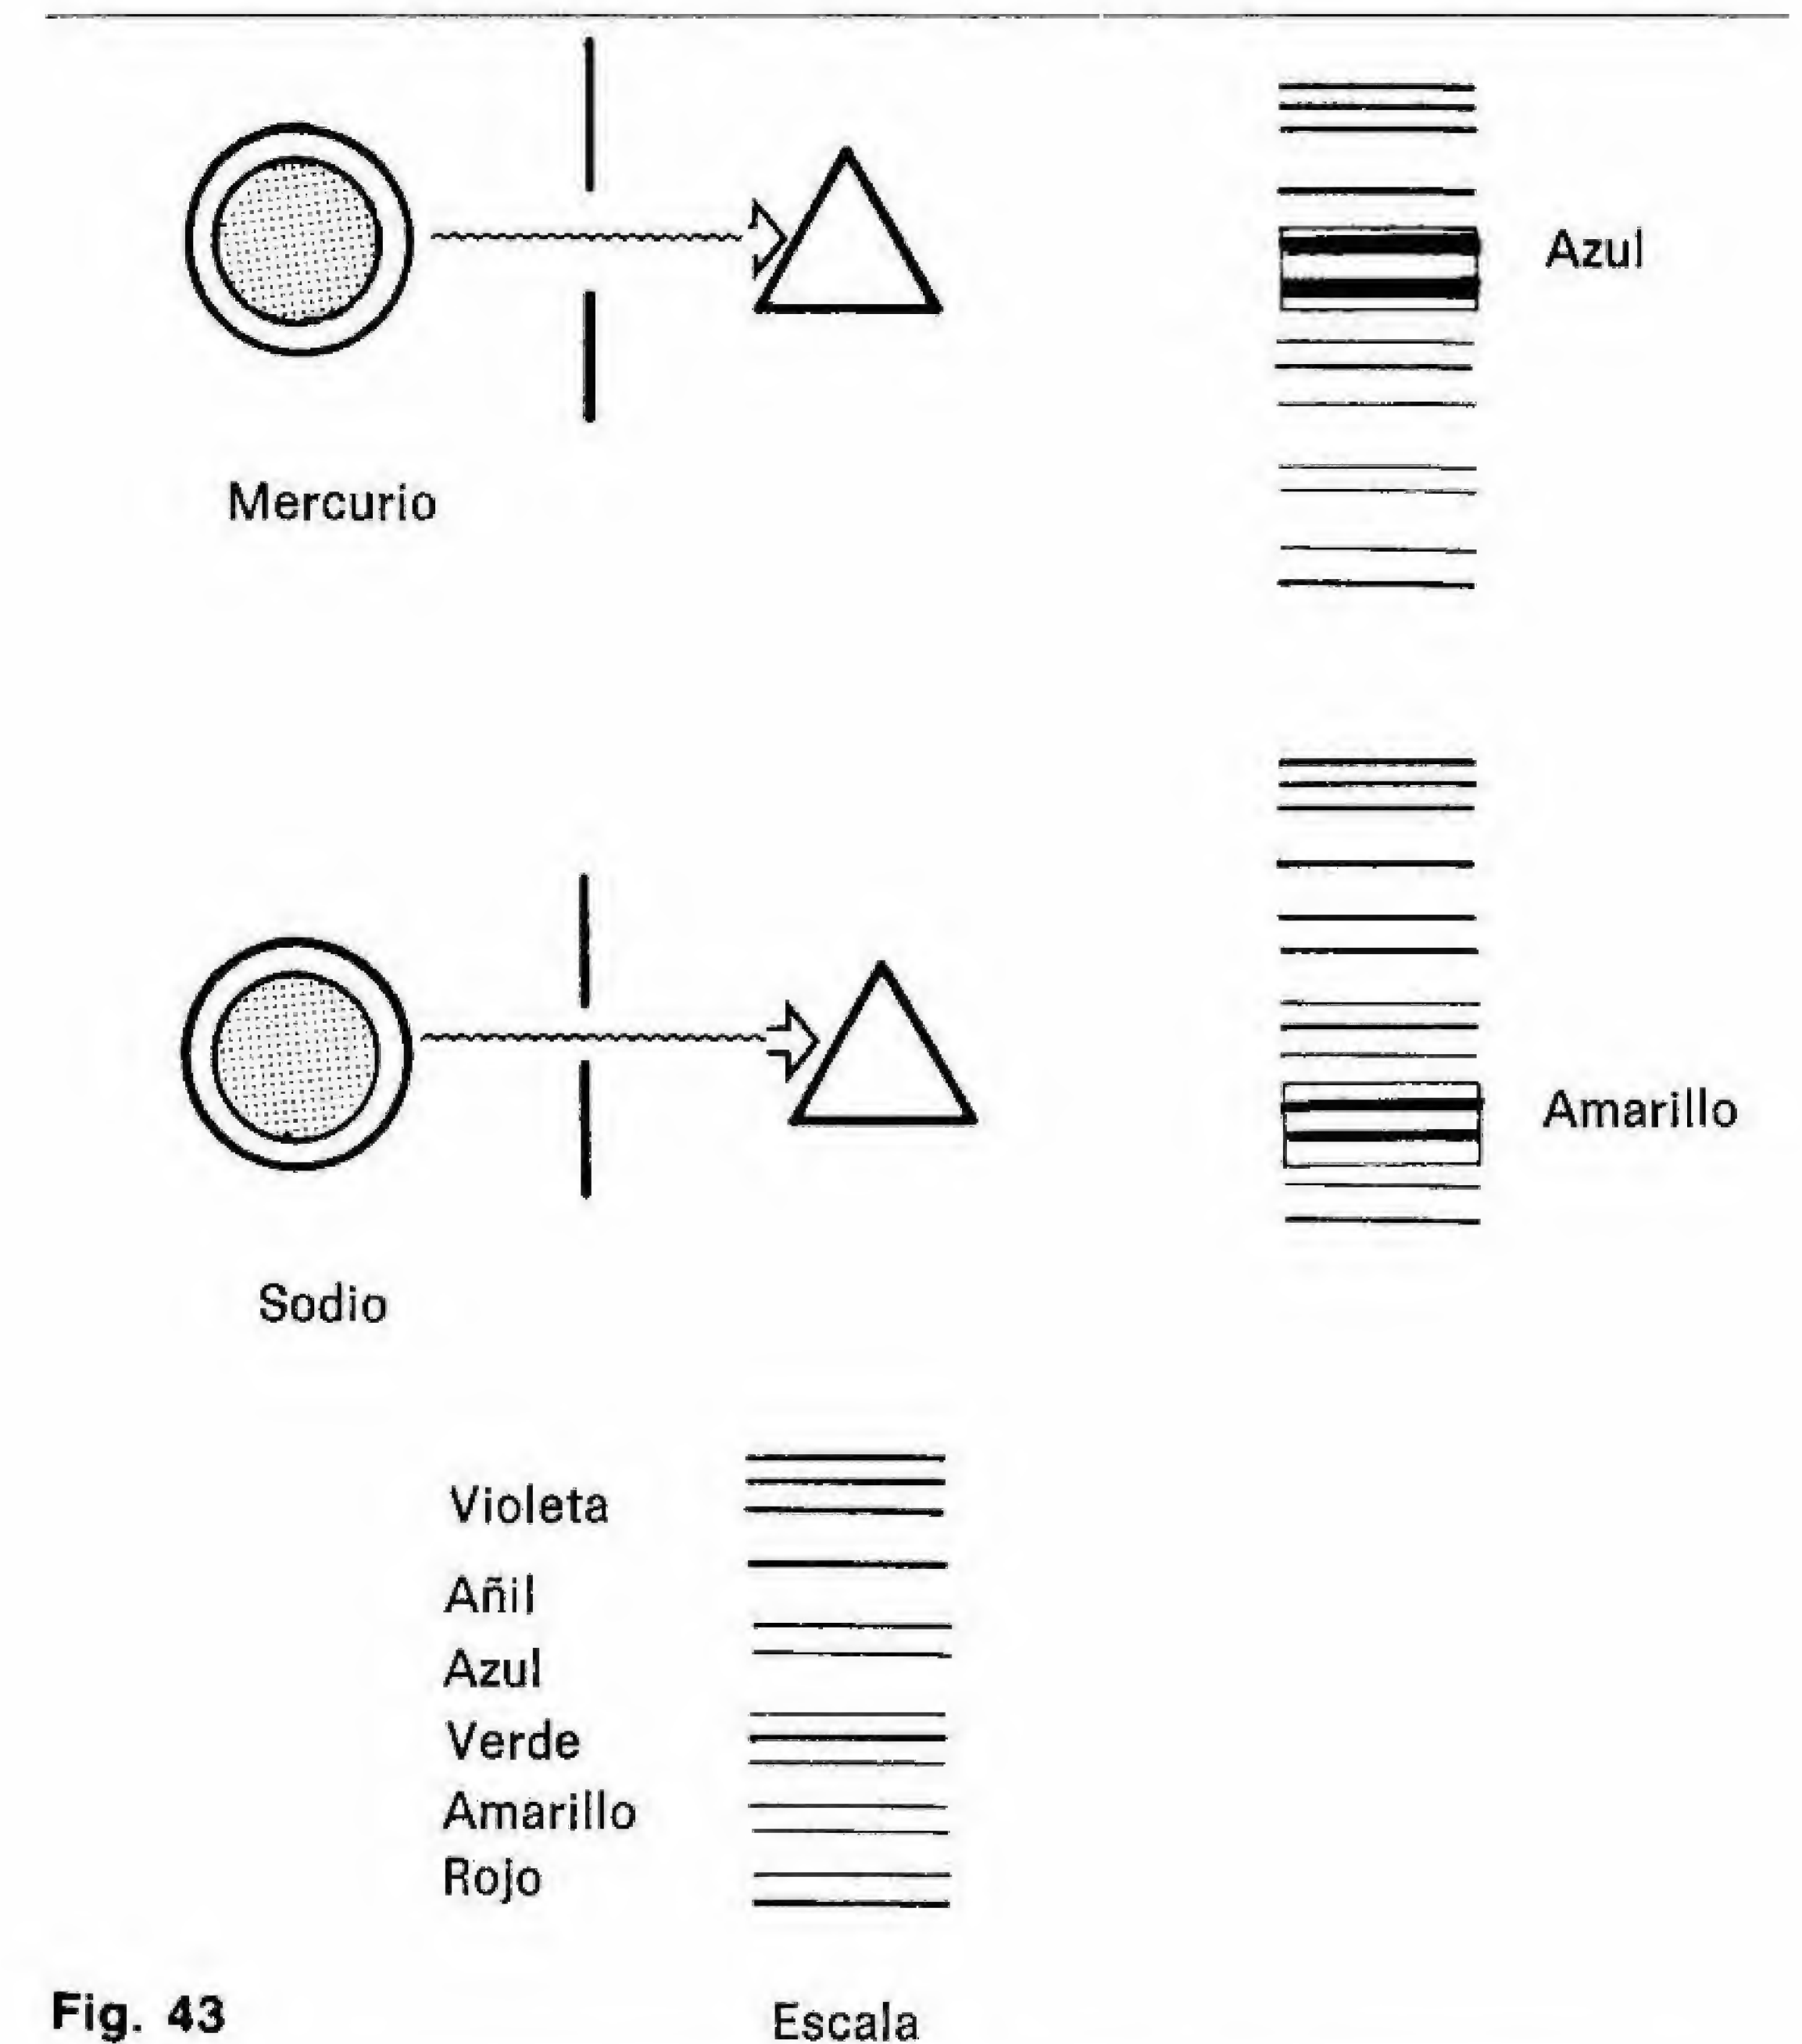 Azul
Mercurio
Amarillo
Sodio
Violeta
Añil
Azul
Verde
Amarillo
Rojo
Fig. 43
Escala